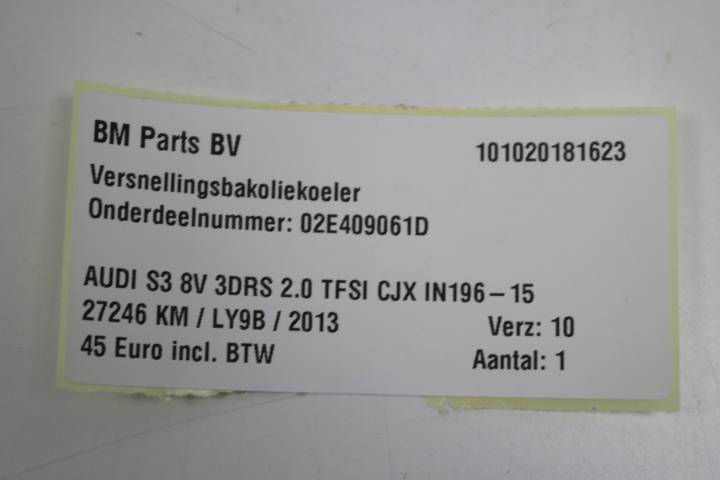 BM Parts BV 101020181623
Versnellingsbakoliekoeler
Onderdeelnummer: 02E409061D
AUDI S3 8V 3DRS 2.0 TFSI CJX IN196-15
27246 KM / LY9B / 2013 Verz: 10
45 Euro incl. BTW Aantal: 1